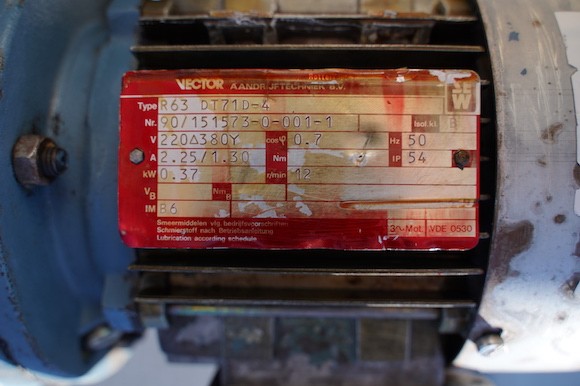 VECTOR AANDRIJFTECHNIEK B.V.
SEW
Type R63 DT71D-4
Nr. 90/151573-0-001-1 Isol.kl. B
V 220Δ380Y cosφ 0.7 Hz 50
A 2.25/1.30 Nm IP 54
kW 0.37 r/min 12
VB NmB
IM B6
Smeermiddelen vlg. bedrijfsvoorschriften
Schmierstoff nach Betriebsanleitung
Lubrication according schedule
3~Mot. VDE 0530